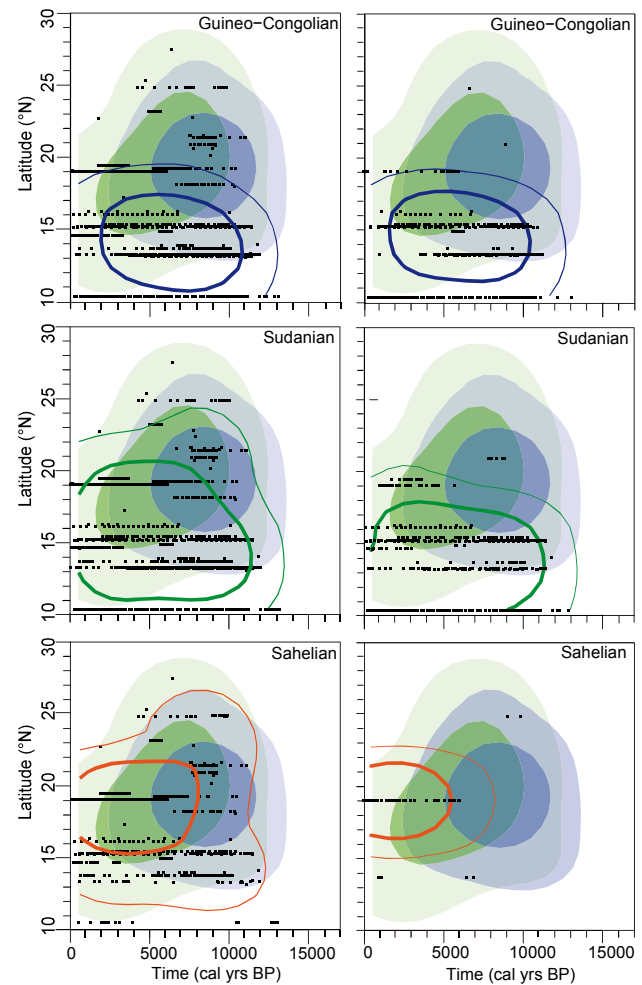 Guineo−Congolian
Guineo−Congolian
30
25
20
15
10
Latitude (°N)
Sudanian
Sudanian
30
25
20
15
10
Latitude (°N)
Sahelian
Sahelian
30
25
20
15
10
Latitude (°N)
0 5000 10000 15000
0 5000 10000 15000
Time (cal yrs BP)
Time (cal yrs BP)